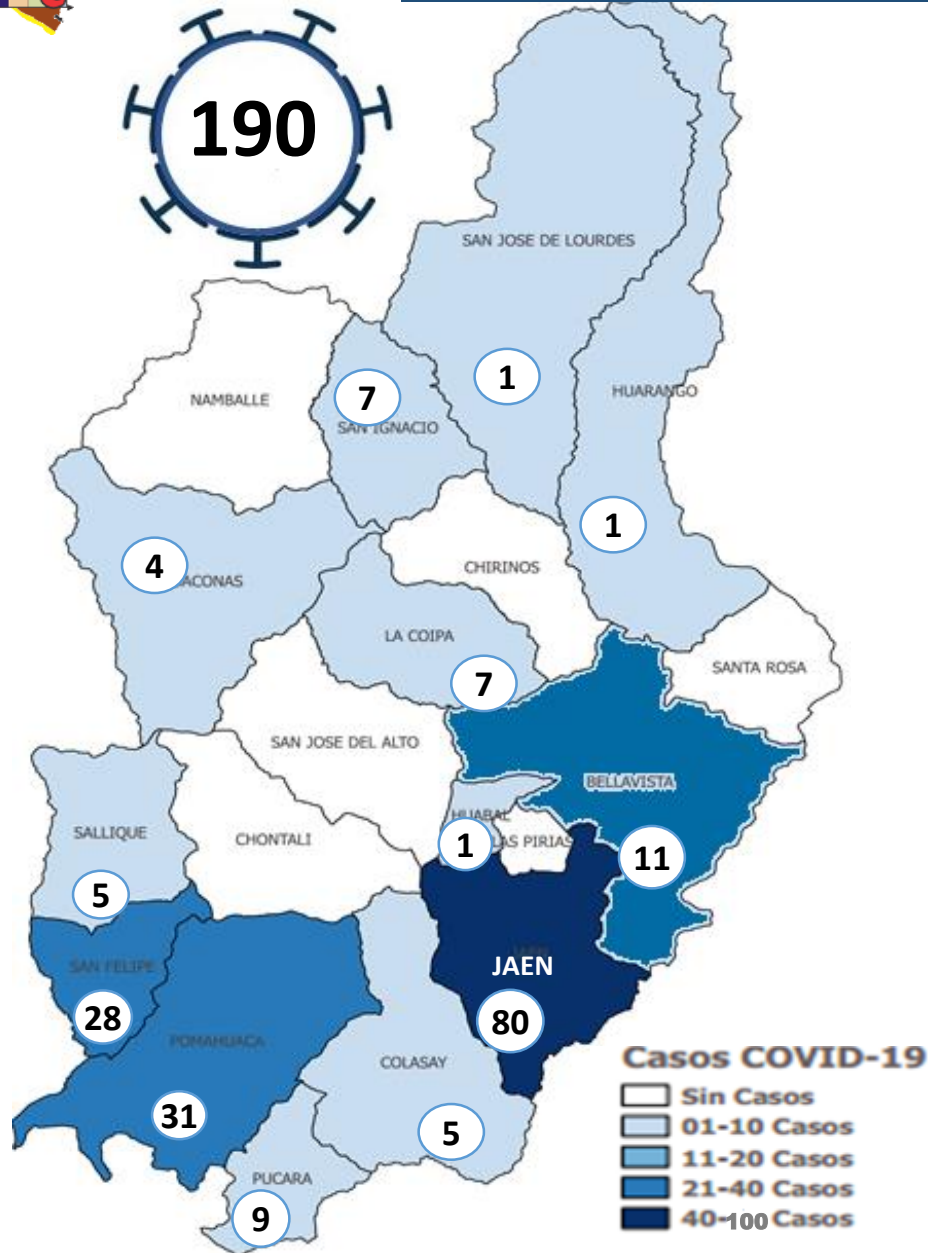 190
SAN JOSE DE LOURDES
1
HUARANGO
NAMBALLE
7
SAN IGNACIO
1
4
ACONAS
CHIRINOS
LA COIPA
7
SANTA ROSA
SAN JOSE DEL ALTO
BELLAVISTA
SALLIQUE
CHONTALI
HUABAL
1
LAS PIRIAS
11
5
SAN FELIPE
28
JAEN
80
POMAHUACA
31
COLASAY
5
PUCARA
9
Casos COVID-19
Sin Casos
01-10 Casos
11-20 Casos
21-40 Casos
40-100 Casos